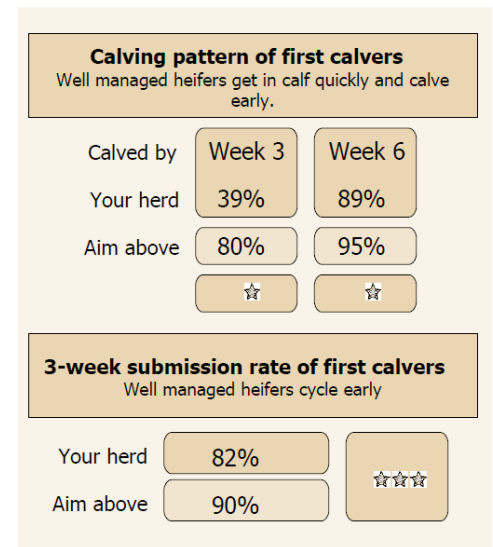 Calving pattern of first calvers
Well managed heifers get in calf quickly and calve
early.
Calved by Week 3 Week 6
Your herd 39% 89%
Aim above 80% 95%
3-week submission rate of first calvers
Well managed heifers cycle early
Your herd 82%
Aim above 90%